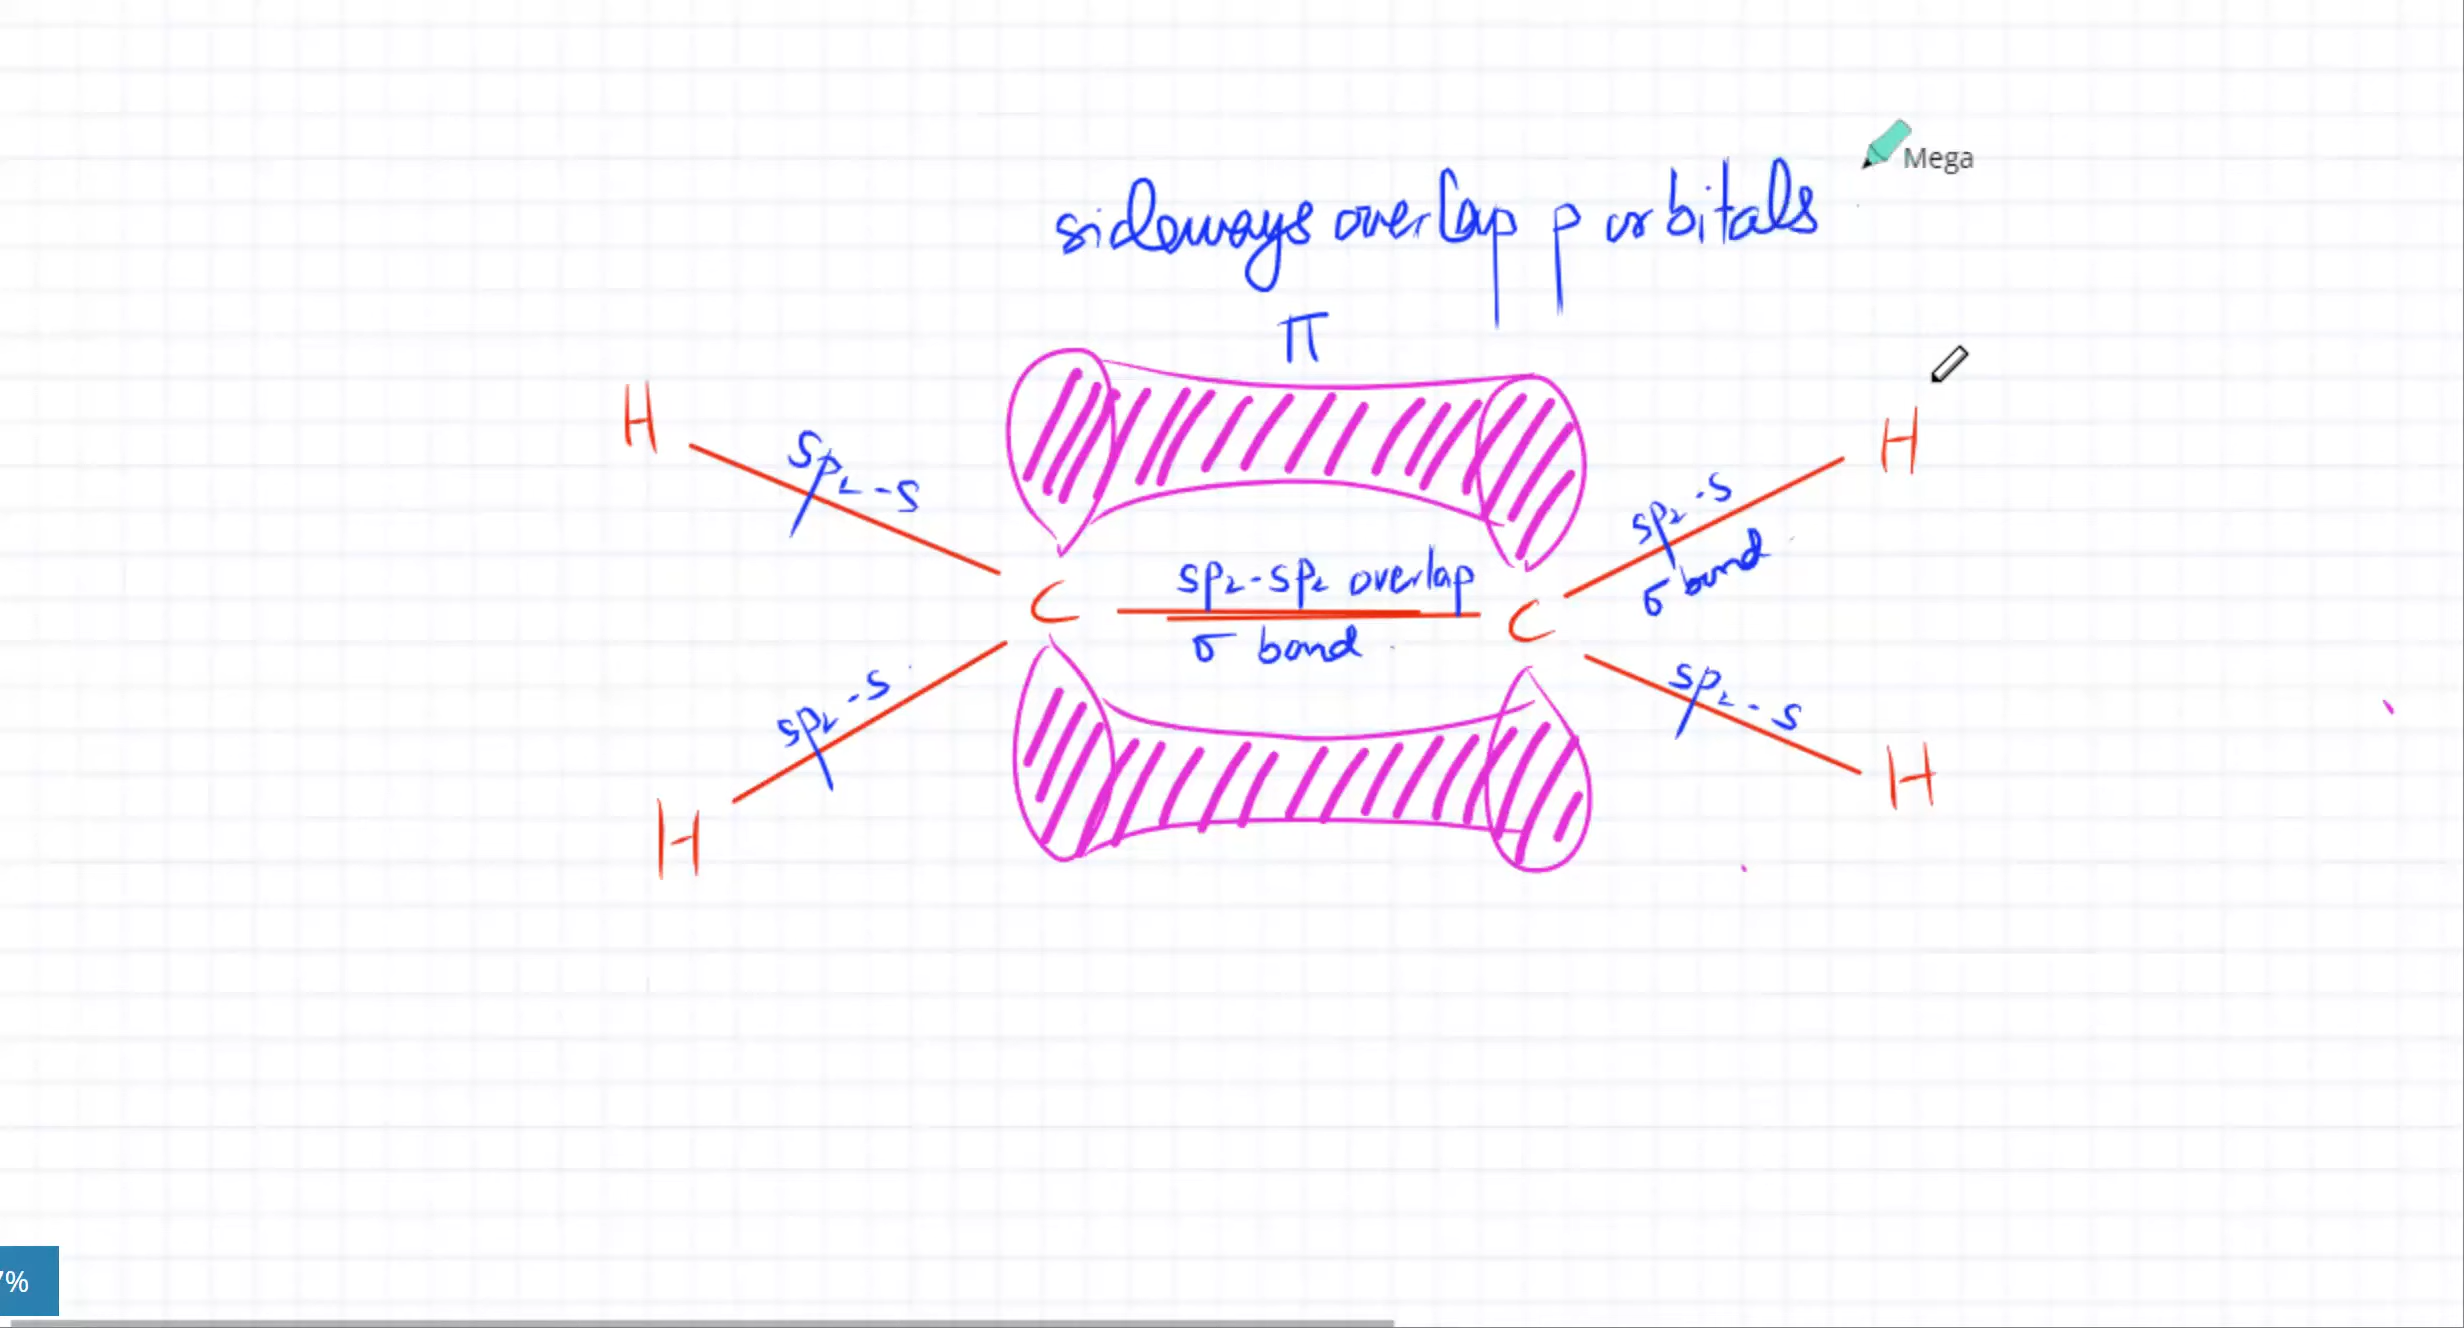 Mega
sideways overlap p orbitals
π
H
H
sp₂-s
sp₂-s
sp₂-sp₂ overlap
σ bond
C
C
σ bond
sp₂-s
sp₂-s
H
H
7%